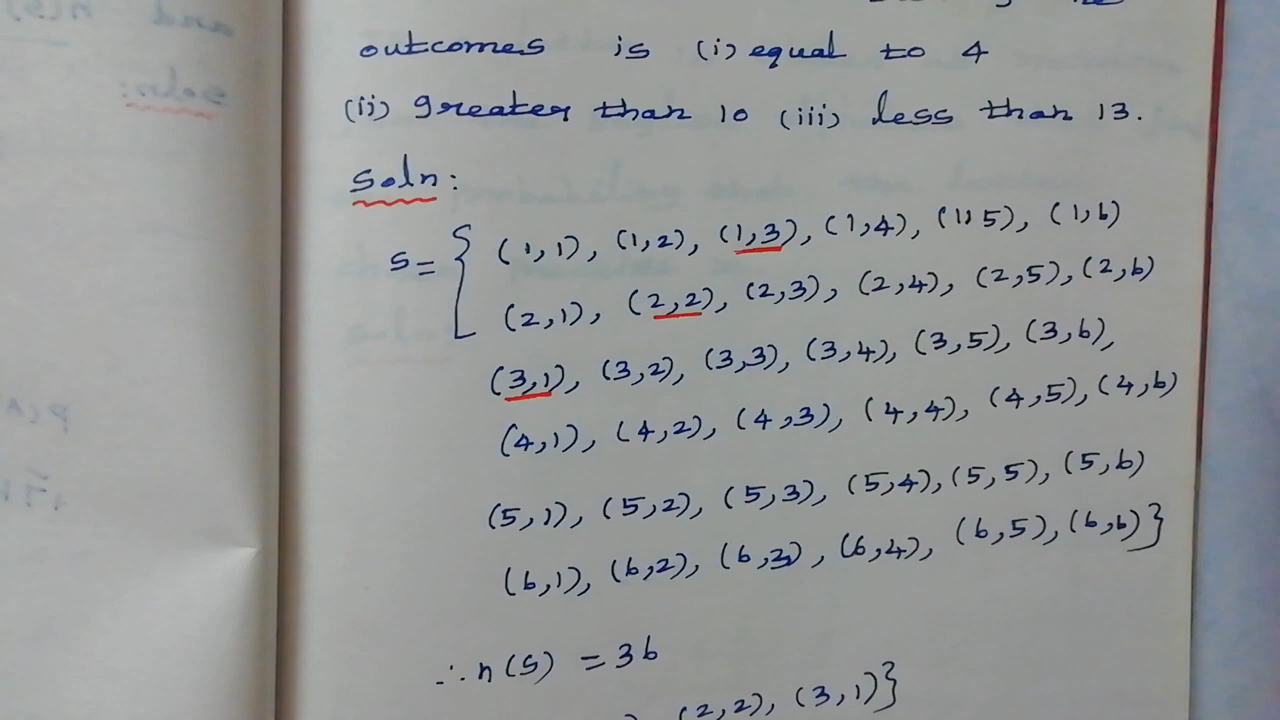 outcomes is (i) equal to 4
(ii) greater than 10 (iii) less than 13.
Soln:
S = { (1,1), (1,2), (1,3), (1,4), (1,5), (1,6)
(2,1), (2,2), (2,3), (2,4), (2,5), (2,6)
(3,1), (3,2), (3,3), (3,4), (3,5), (3,6),
(4,1), (4,2), (4,3), (4,4), (4,5), (4,6)
(5,1), (5,2), (5,3), (5,4), (5,5), (5,6)
(6,1), (6,2), (6,3), (6,4), (6,5), (6,6) }
∴ n(S) = 36
(2,2), (3,1) }